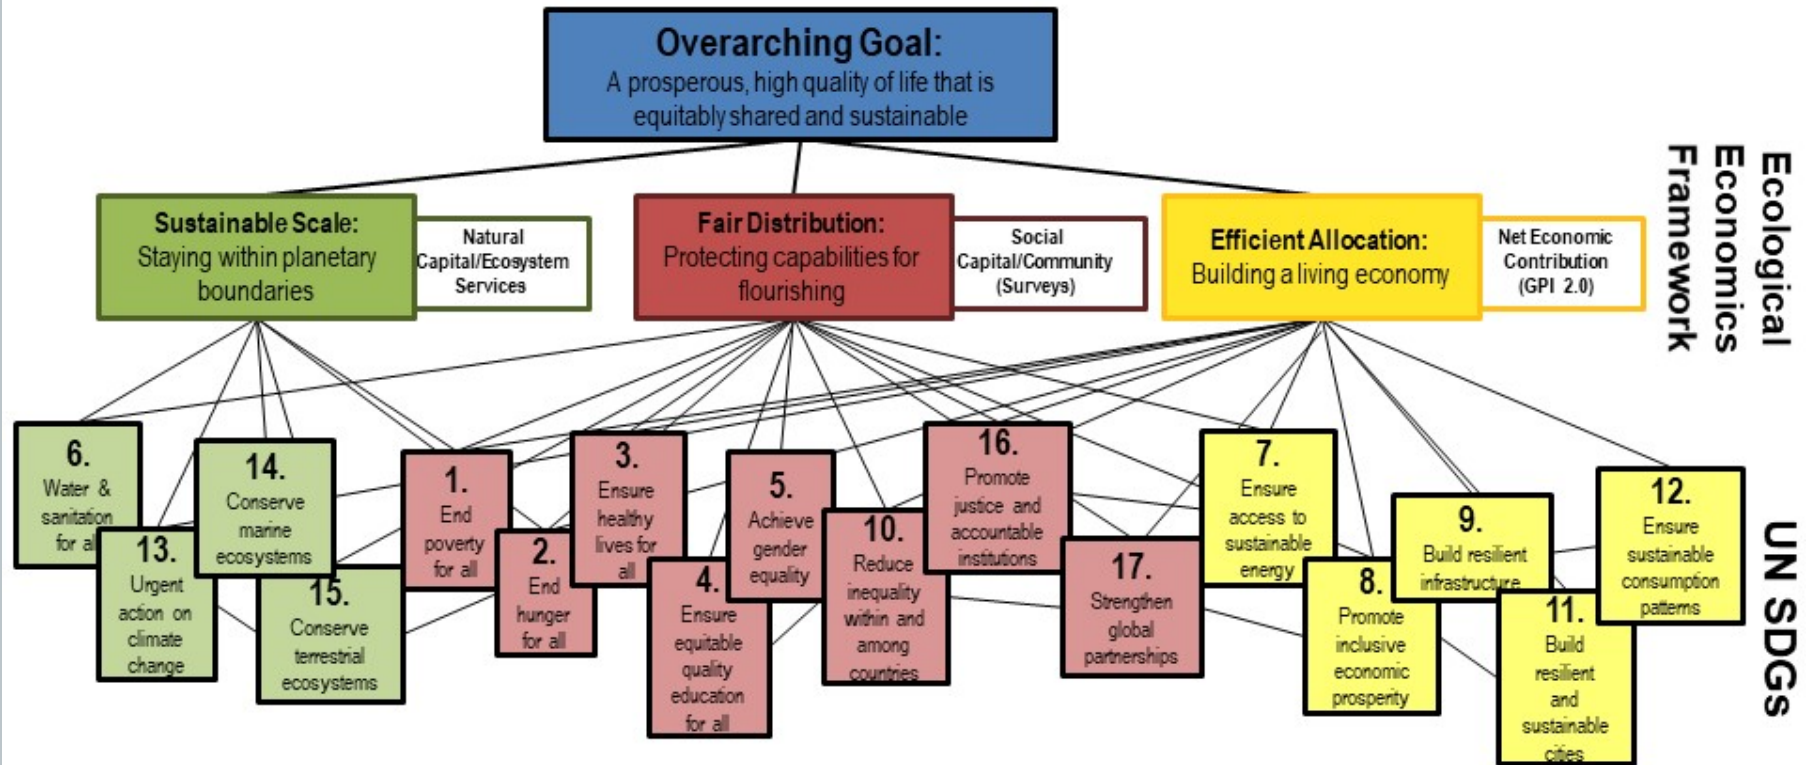 Overarching Goal:
A prosperous, high quality of life that is
equitably shared and sustainable
Sustainable Scale:
Staying within planetary
boundaries
Natural
Capital/Ecosystem
Services
Fair Distribution:
Protecting capabilities for
flourishing
Social
Capital/Community
(Surveys)
Efficient Allocation:
Building a living economy
Net Economic
Contribution
(GPI 2.0)
Ecological
Economics
Framework
6.
Water &
sanitation
for all
13.
Urgent
action on
climate
change
14.
Conserve
marine
ecosystems
15.
Conserve
terrestrial
ecosystems
1.
End
poverty
for all
2.
End
hunger
for all
3.
Ensure
healthy
lives for
all
4.
Ensure
equitable
quality
education
for all
5.
Achieve
gender
equality
10.
Reduce
inequality
within and
among
countries
16.
Promote
justice and
accountable
institutions
17.
Strengthen
global
partnerships
7.
Ensure
access to
sustainable
energy
8.
Promote
inclusive
economic
prosperity
9.
Build resilient
infrastructure
11.
Build
resilient
and
sustainable
cities
12.
Ensure
sustainable
consumption
patterns
UN SDGs